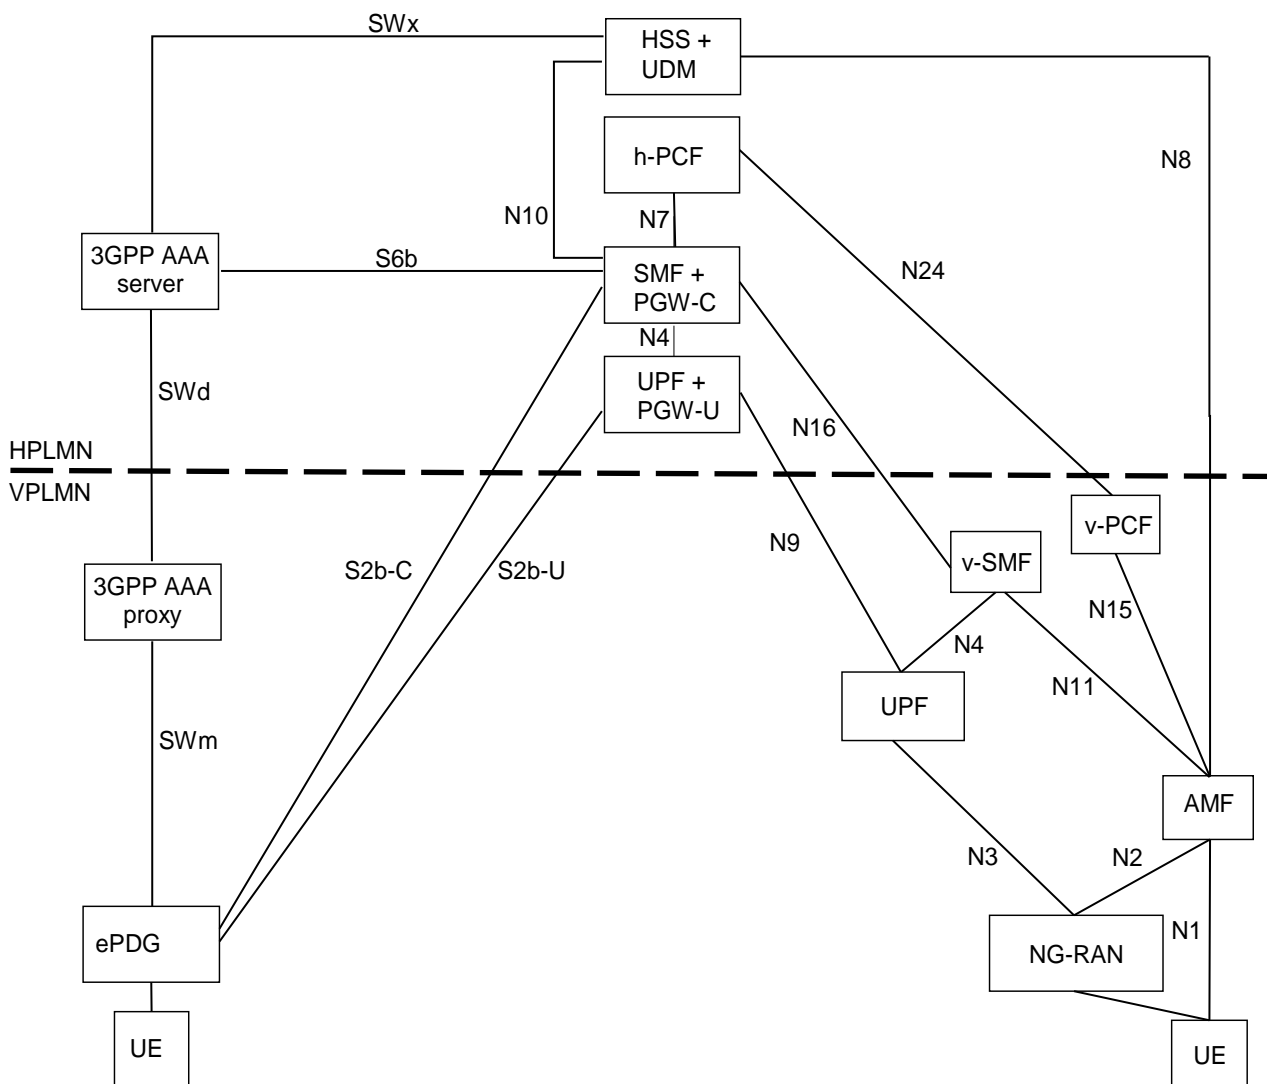 SWx
HSS +
UDM
h-PCF
N8
N10
N7
3GPP AAA
server
S6b
SMF +
PGW-C
N24
N4
SWd
UPF +
PGW-U
N16
HPLMN
VPLMN
v-PCF
N9
v-SMF
3GPP AAA
proxy
S2b-C
S2b-U
N15
N4
N11
UPF
SWm
AMF
N3
N2
ePDG
N1
NG-RAN
UE
UE